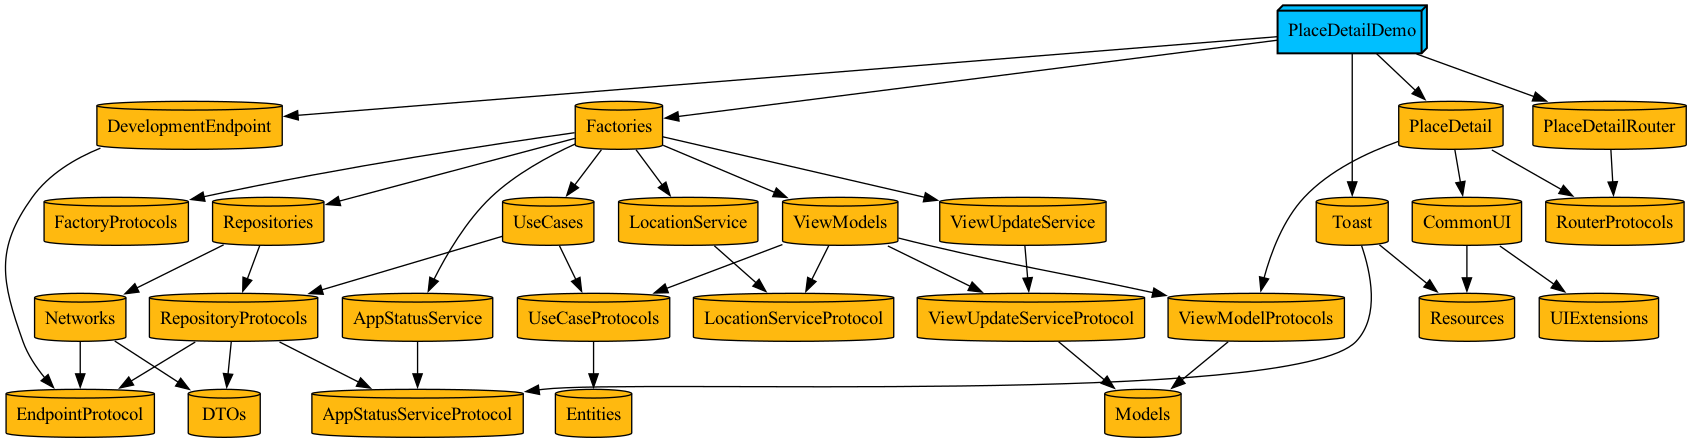 PlaceDetailDemo
DevelopmentEndpoint
Factories
PlaceDetail
PlaceDetailRouter
FactoryProtocols
Repositories
UseCases
LocationService
ViewModels
ViewUpdateService
Toast
CommonUI
RouterProtocols
Networks
RepositoryProtocols
AppStatusService
UseCaseProtocols
LocationServiceProtocol
ViewUpdateServiceProtocol
ViewModelProtocols
Resources
UIExtensions
EndpointProtocol
DTOs
AppStatusServiceProtocol
Entities
Models